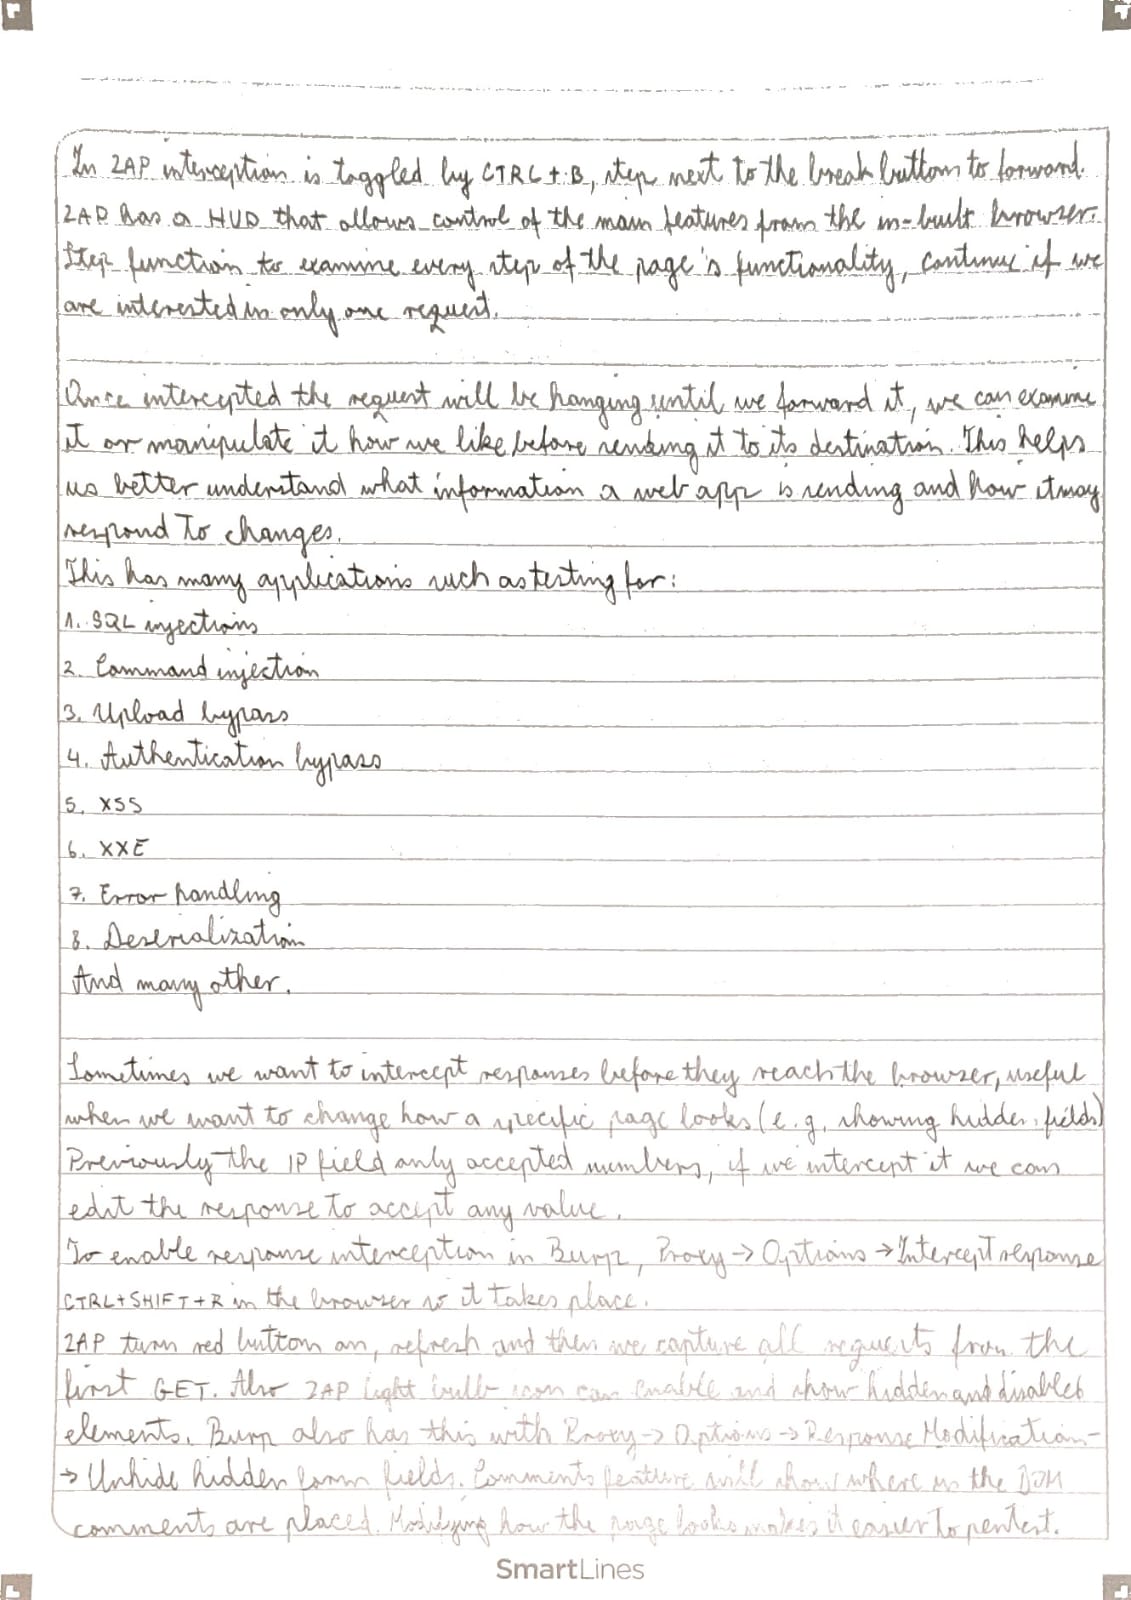 In ZAP interception is toggled by CTRL+B, step next to the break button to forward.
ZAP has a HUD that allows control of the main features from the in-built browser.
Step function to examine every step of the page's functionality, continue if we
are interested in only one request.
Once intercepted the request will be hanging until we forward it, we can examine
it or manipulate it how we like before sending it to its destination. This helps
us better understand what information a web app is sending and how it may
respond to changes.
This has many applications such as testing for:
1. SQL injections
2. Command injection
3. Upload bypass
4. Authentication bypass
5. XSS
6. XXE
7. Error handling
8. Deserialization
And many other.
Sometimes we want to intercept responses before they reach the browser, useful
when we want to change how a specific page looks (e.g. showing hidden fields)
Previously the IP field only accepted numbers, if we intercept it we can
edit the response to accept any value.
To enable response interception in Burp, Proxy → Options → Intercept response
CTRL+SHIFT+R in the browser so it takes place.
ZAP turn red button on, refresh and then we capture all requests from the
first GET. Also ZAP light bulb icon can enable and show hidden and disabled
elements. Burp also has this with Proxy → Options → Response Modification-
→ Unhide hidden form fields. Comments feature will show where in the DOM
comments are placed. Modifying how the page looks makes it easier to pentest.
SmartLines